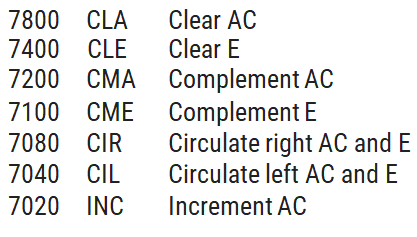 7800 CLA Clear AC
7400 CLE Clear E
7200 CMA Complement AC
7100 CME Complement E
7080 CIR Circulate right AC and E
7040 CIL Circulate left AC and E
7020 INC Increment AC